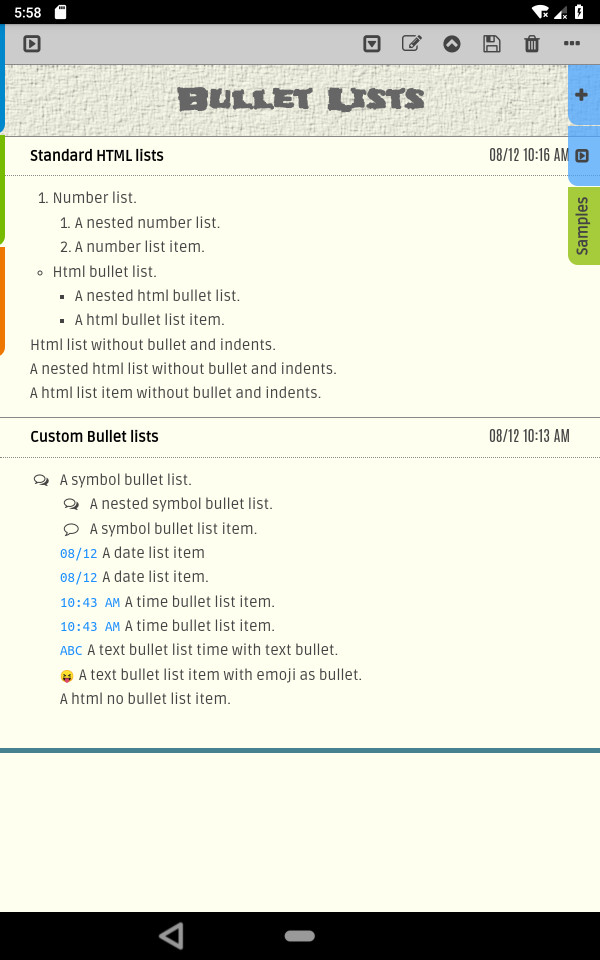 5:58
Bullet Lists
Standard HTML lists 08/12 10:16 AM
1. Number list.
1. A nested number list.
2. A number list item.
Html bullet list.
A nested html bullet list.
A html bullet list item.
Html list without bullet and indents.
A nested html list without bullet and indents.
A html list item without bullet and indents.
Samples
Custom Bullet lists 08/12 10:13 AM
A symbol bullet list.
A nested symbol bullet list.
A symbol bullet list item.
08/12 A date list item
08/12 A date list item.
10:43 AM A time bullet list item.
10:43 AM A time bullet list item.
ABC A text bullet list time with text bullet.
😝 A text bullet list item with emoji as bullet.
A html no bullet list item.